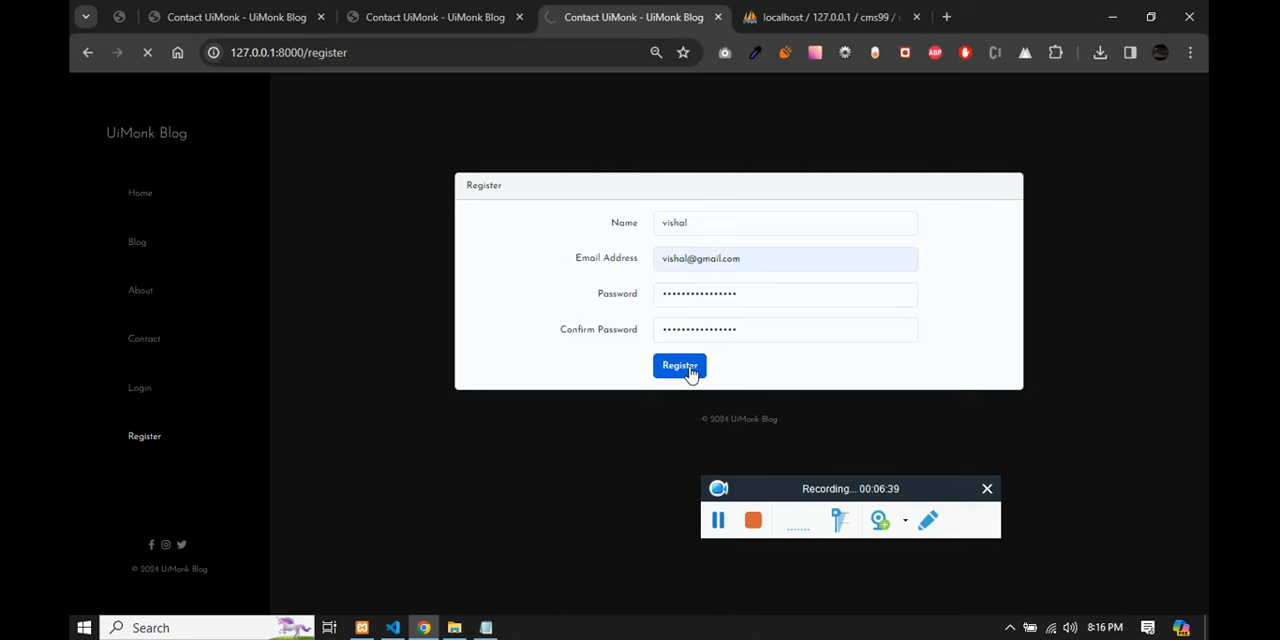 Contact UiMonk - UiMonk Blog
Contact UiMonk - UiMonk Blog
Contact UiMonk - UiMonk Blog
localhost / 127.0.0.1 / cms99 /
127.0.0.1:8000/register
ABP
UiMonk Blog
Home
Blog
About
Contact
Login
Register
© 2024 UiMonk Blog
Register
Name
vishal
Email Address
vishal@gmail.com
Password
••••••••••••••••
Confirm Password
••••••••••••••••
Register
© 2024 UiMonk Blog
Recording... 00:06:39
Search
8:16 PM